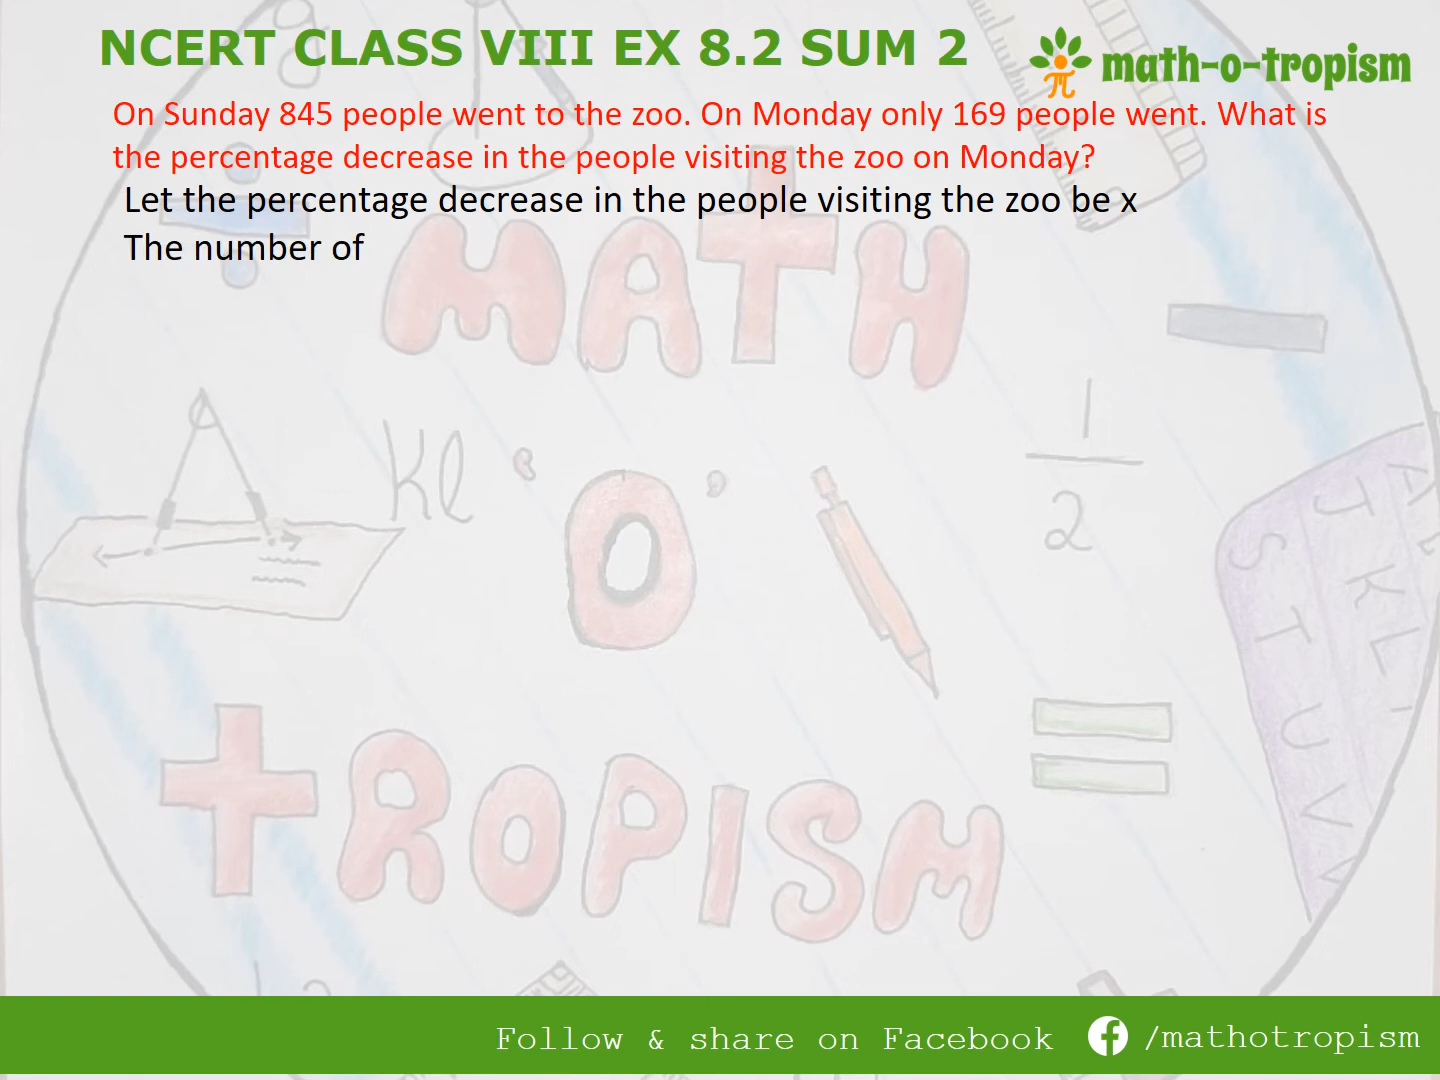 NCERT CLASS VIII EX 8.2 SUM 2
math-o-tropism
On Sunday 845 people went to the zoo. On Monday only 169 people went. What is
the percentage decrease in the people visiting the zoo on Monday?
Let the percentage decrease in the people visiting the zoo be x
The number of
MATH
Kl
'O'
1
2
A
J K L
S T U V
TROPISM
Follow & share on Facebook /mathotropism